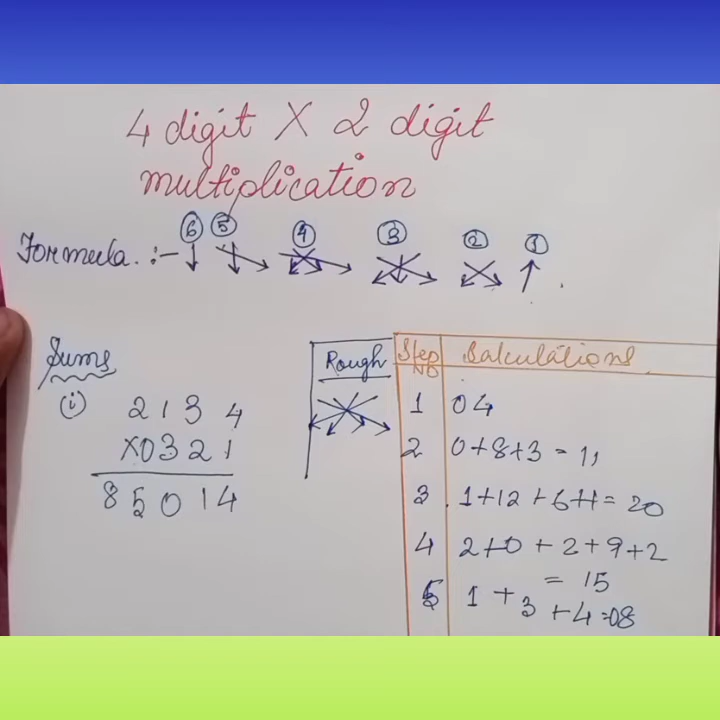 4 digit X 2 digit
multiplication
Formula :- ⑥ ⑤ ④ ③ ② ①
Sums
(i) 2134
X0321
85014
Rough
Step No Calculations
1 04
2 0+8+3 = 11
3 1+12+6+1= 20
4 2+0+2+9+2
= 15
5 1+3+4=08